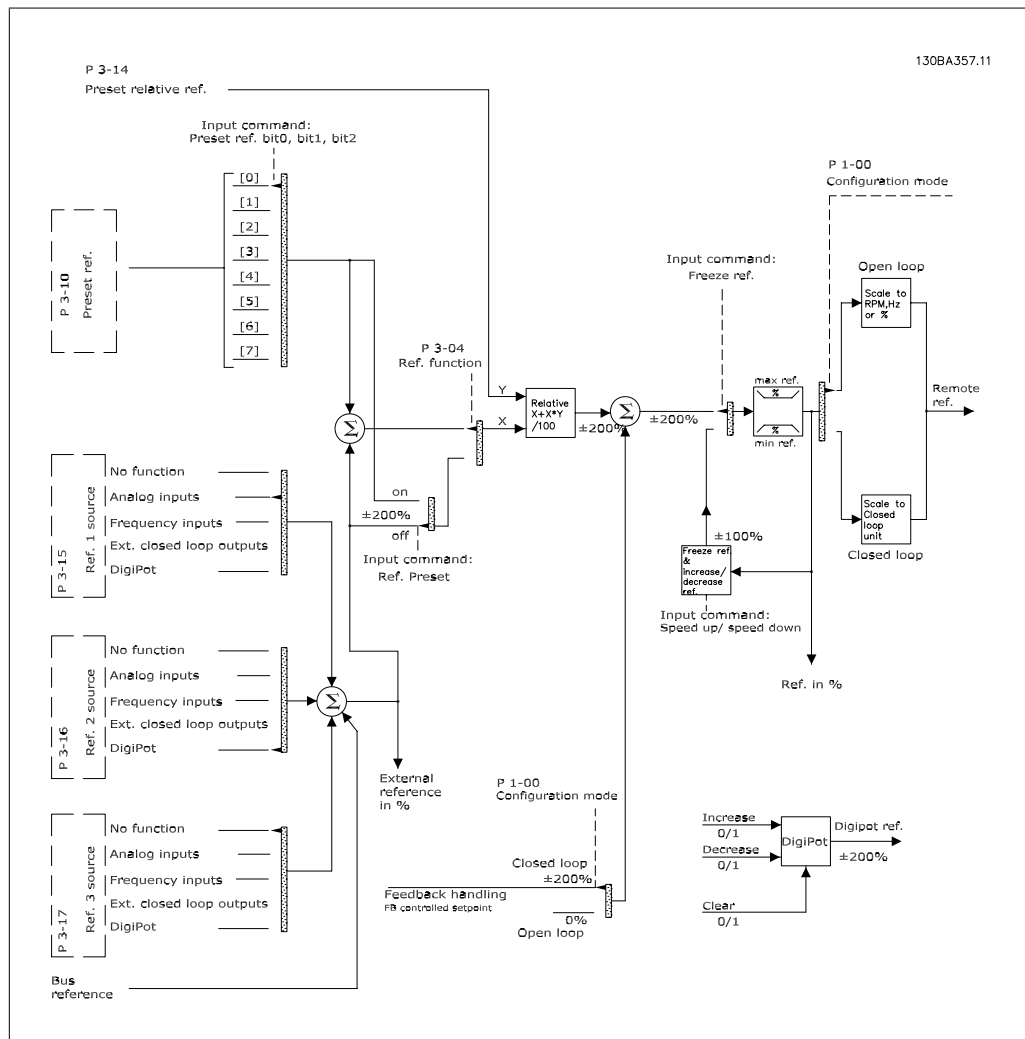 130BA357.11
P 3-14
Preset relative ref.
Input command:
Preset ref. bit0, bit1, bit2
P 3-10
Preset ref.
[0]
[1]
[2]
[3]
[4]
[5]
[6]
[7]
P 1-00
Configuration mode
Input command:
Freeze ref.
Open loop
Scale to
RPM,Hz
or %
P 3-04
Ref. function
Y
X
Relative
X+X*Y
/100
±200%
Σ
±200%
max ref.
%
%
min ref.
Remote
ref.
Σ
on
±200%
off
Input command:
Ref. Preset
Scale to
Closed
loop
unit
Closed loop
±100%
Freeze ref.
&
increase/
decrease
ref.
Input command:
Speed up/ speed down
Ref. in %
P 3-15
Ref. 1 source
No function
Analog inputs
Frequency inputs
Ext. closed loop outputs
DigiPot
P 3-16
Ref. 2 source
No function
Analog inputs
Frequency inputs
Ext. closed loop outputs
DigiPot
Σ
External
reference
in %
P 3-17
Ref. 3 source
No function
Analog inputs
Frequency inputs
Ext. closed loop outputs
DigiPot
Bus
reference
P 1-00
Configuration mode
Closed loop
±200%
Feedback handling
FB controlled setpoint
0%
Open loop
Increase
0/1
Decrease
0/1
Clear
0/1
DigiPot
Digipot ref.
±200%